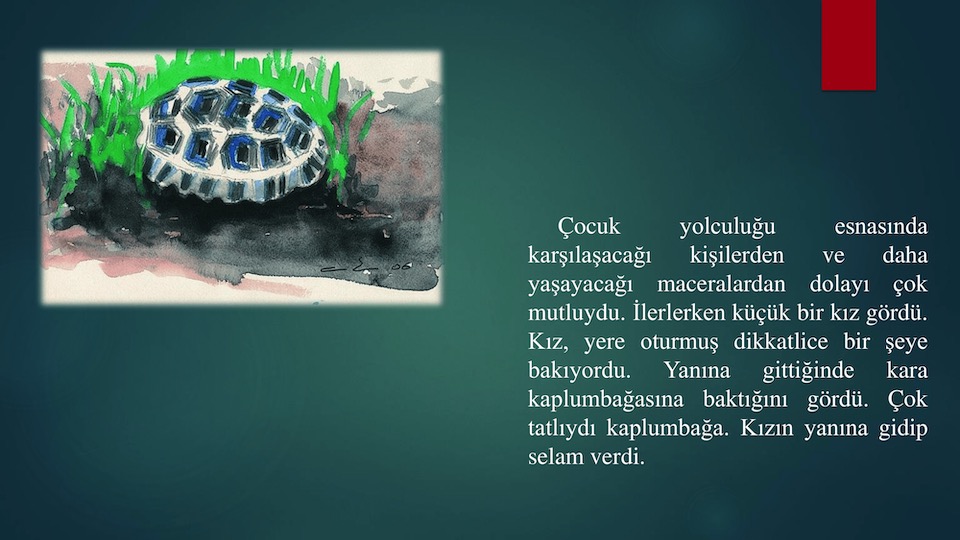 Çocuk yolculuğu esnasında
karşılaşacağı kişilerden ve daha
yaşayacağı maceralardan dolayı çok
mutluydu. İlerlerken küçük bir kız gördü.
Kız, yere oturmuş dikkatlice bir şeye
bakıyordu. Yanına gittiğinde kara
kaplumbağasına baktığını gördü. Çok
tatlıydı kaplumbağa. Kızın yanına gidip
selam verdi.